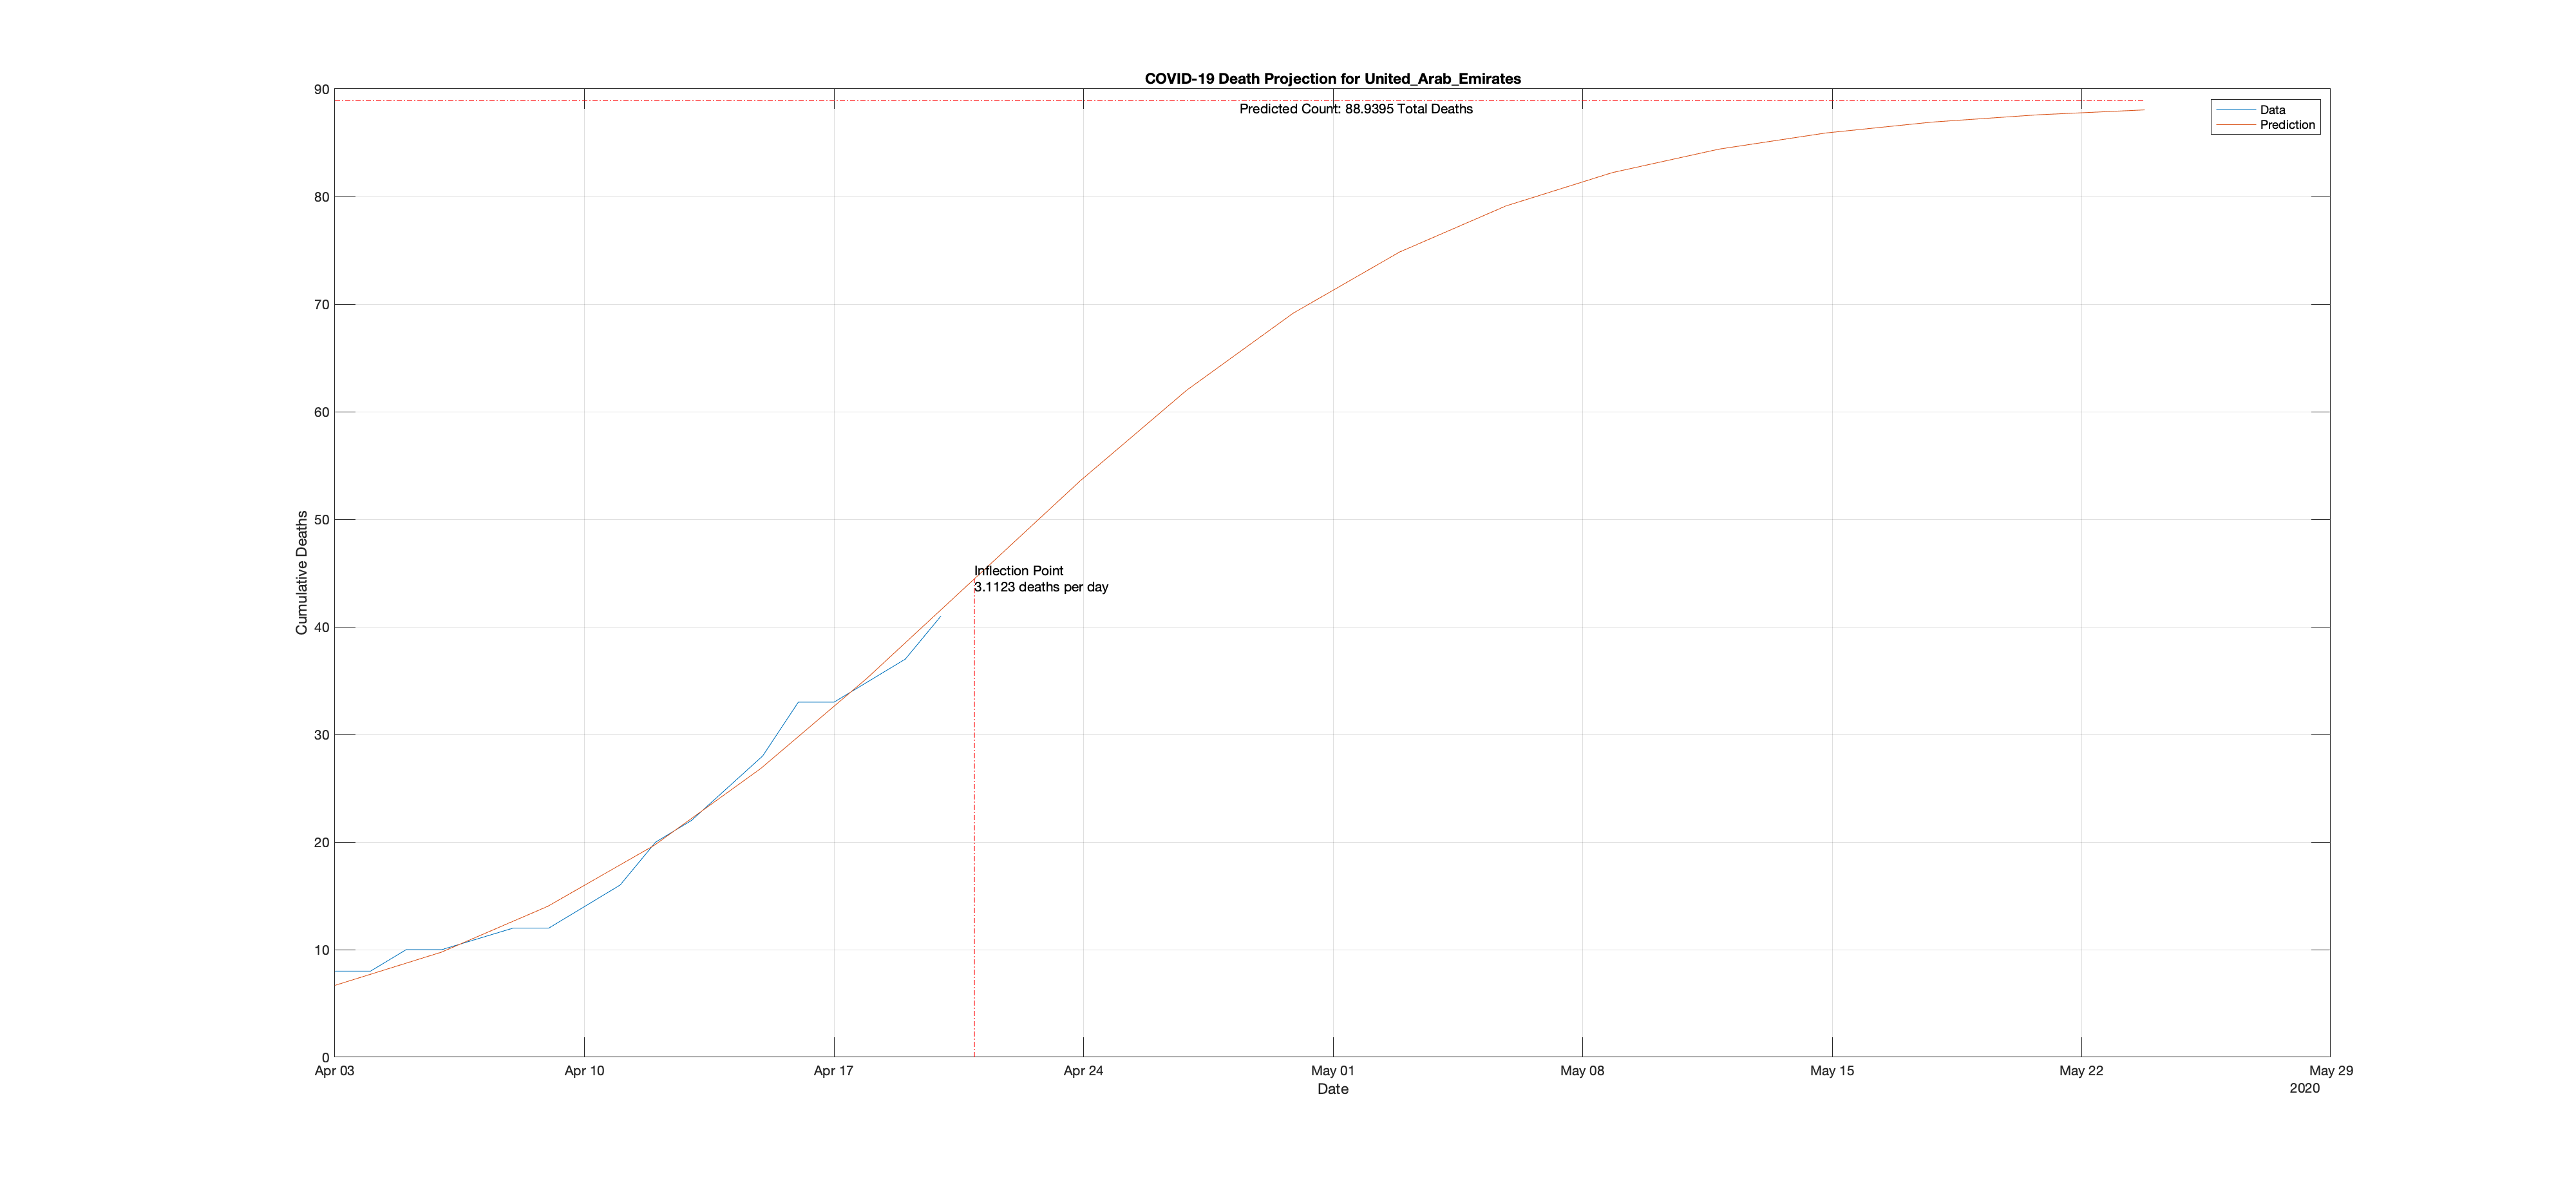 COVID-19 Death Projection for United_Arab_Emirates
Predicted Count: 88.9395 Total Deaths
Data
Prediction
90
80
70
60
50
40
30
20
10
0
Cumulative Deaths
Inflection Point
3.1123 deaths per day
Apr 03 Apr 10 Apr 17 Apr 24 May 01 May 08 May 15 May 22 May 29
Date
2020